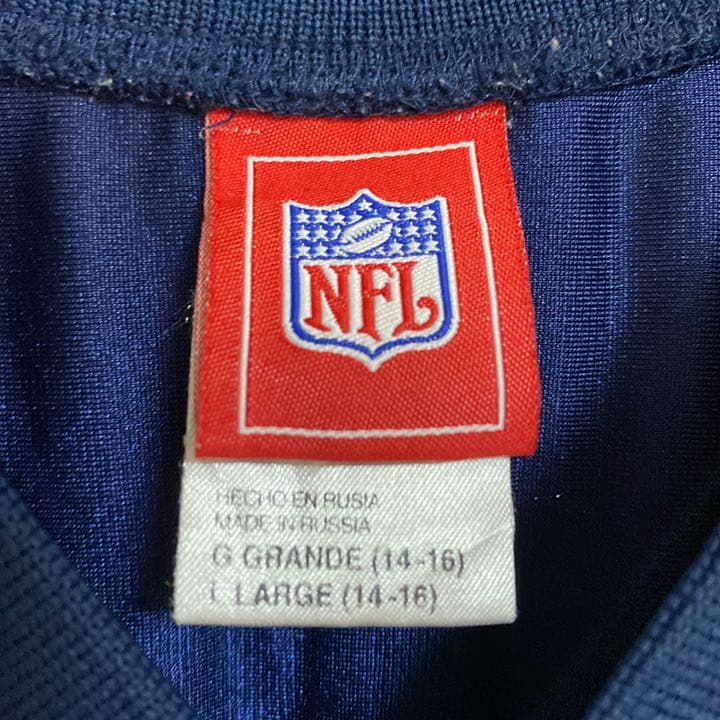 NFL
HECHO EN RUSIA
MADE IN RUSSIA
G GRANDE (14-16)
L LARGE (14-16)